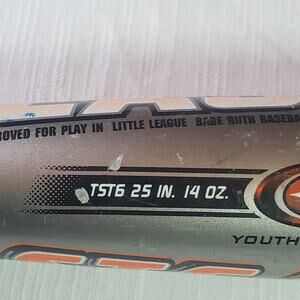 ROVED FOR PLAY IN LITTLE LEAGUE BABE RUTH BASEBA
TST6 25 IN. 14 OZ.
YOUTH